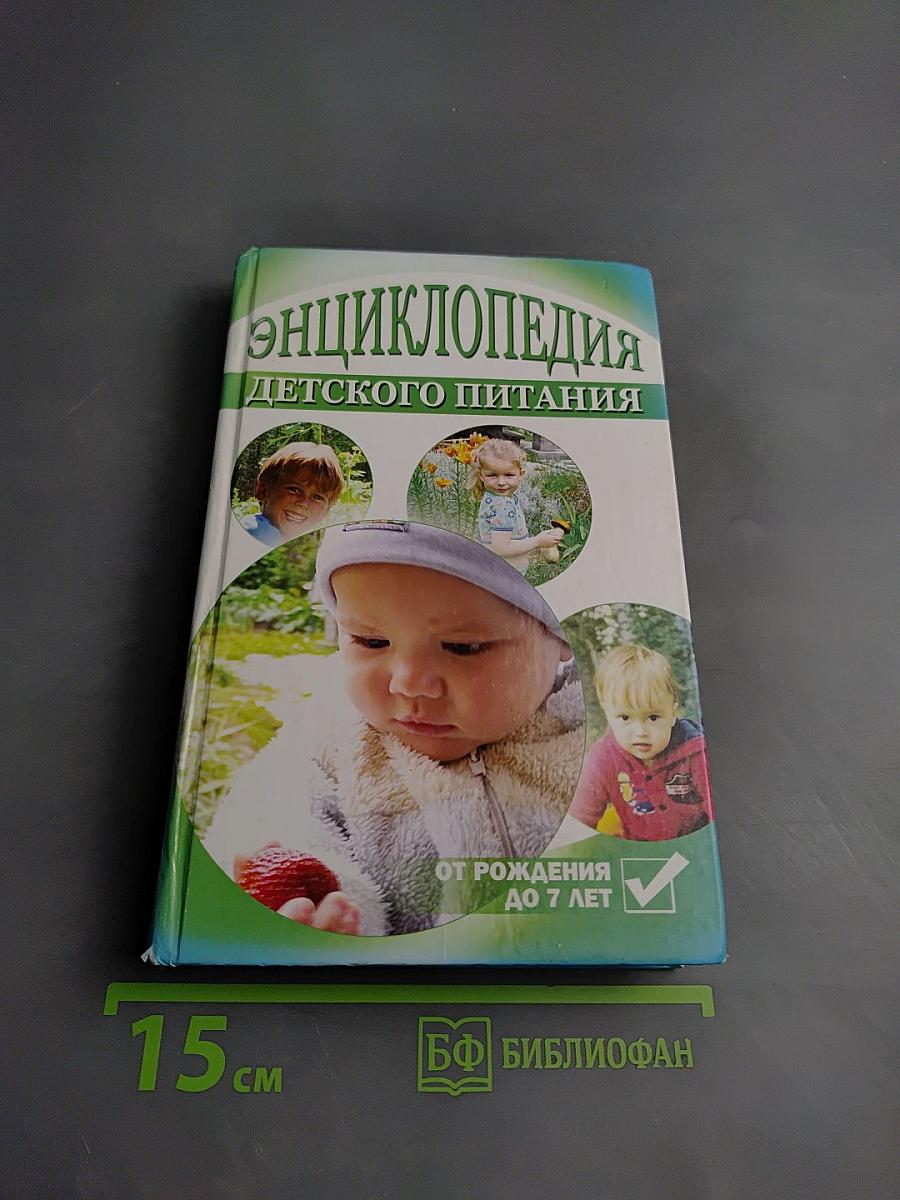 ЭНЦИКЛОПЕДИЯ
ДЕТСКОГО ПИТАНИЯ
ОТ РОЖДЕНИЯ
ДО 7 ЛЕТ
15 см
БФ БИБЛИОФАН